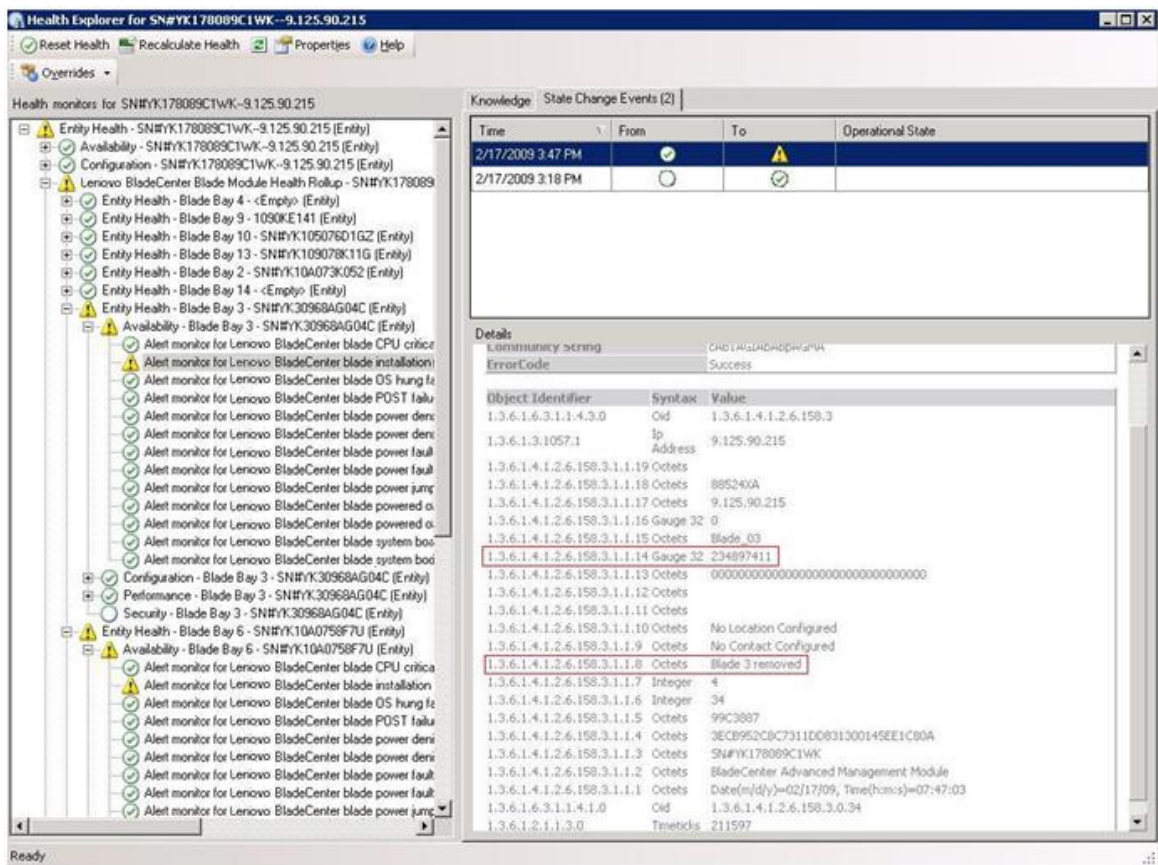 Health Explorer for SN#YK178089C1WK--9.125.90.215
Reset Health Recalculate Health Properties Help
Overrides
Health monitors for SN#YK178089C1WK--9.125.90.215
Entity Health - SN#YK178089C1WK--9.125.90.215 (Entity)
Availability - SN#YK178089C1WK--9.125.90.215 (Entity)
Configuration - SN#YK178089C1WK--9.125.90.215 (Entity)
Lenovo BladeCenter Blade Module Health Rollup - SN#YK178089
Entity Health - Blade Bay 4 - <Empty> (Entity)
Entity Health - Blade Bay 9 - 1090KE141 (Entity)
Entity Health - Blade Bay 10 - SN#YK105076D1GZ (Entity)
Entity Health - Blade Bay 13 - SN#YK109078K11G (Entity)
Entity Health - Blade Bay 2 - SN#YK10A073K052 (Entity)
Entity Health - Blade Bay 14 - <Empty> (Entity)
Entity Health - Blade Bay 3 - SN#YK30968AG04C (Entity)
Availability - Blade Bay 3 - SN#YK30968AG04C (Entity)
Alert monitor for Lenovo BladeCenter blade CPU critica
Alert monitor for Lenovo BladeCenter blade installation
Alert monitor for Lenovo BladeCenter blade OS hung fa
Alert monitor for Lenovo BladeCenter blade POST failu
Alert monitor for Lenovo BladeCenter blade power deni
Alert monitor for Lenovo BladeCenter blade power deni
Alert monitor for Lenovo BladeCenter blade power fault
Alert monitor for Lenovo BladeCenter blade power fault
Alert monitor for Lenovo BladeCenter blade power jump
Alert monitor for Lenovo BladeCenter blade powered o
Alert monitor for Lenovo BladeCenter blade powered o
Alert monitor for Lenovo BladeCenter blade system boa
Alert monitor for Lenovo BladeCenter blade system boo
Configuration - Blade Bay 3 - SN#YK30968AG04C (Entity)
Performance - Blade Bay 3 - SN#YK30968AG04C (Entity)
Security - Blade Bay 3 - SN#YK30968AG04C (Entity)
Entity Health - Blade Bay 6 - SN#YK10A0758F7U (Entity)
Availability - Blade Bay 6 - SN#YK10A0758F7U (Entity)
Alert monitor for Lenovo BladeCenter blade CPU critica
Alert monitor for Lenovo BladeCenter blade installation
Alert monitor for Lenovo BladeCenter blade OS hung fa
Alert monitor for Lenovo BladeCenter blade POST failu
Alert monitor for Lenovo BladeCenter blade power deni
Alert monitor for Lenovo BladeCenter blade power deni
Alert monitor for Lenovo BladeCenter blade power fault
Alert monitor for Lenovo BladeCenter blade power fault
Alert monitor for Lenovo BladeCenter blade power jump
Knowledge State Change Events (2)
Time From To Operational State
2/17/2009 3:47 PM
2/17/2009 3:18 PM
Details
Community String
ErrorCode Success
Object Identifier Syntax Value
1.3.6.1.6.3.1.1.4.3.0 Oid 1.3.6.1.4.1.2.6.158.3
1.3.6.1.3.1057.1 Ip Address 9.125.90.215
1.3.6.1.4.1.2.6.158.3.1.1.19 Octets
1.3.6.1.4.1.2.6.158.3.1.1.18 Octets 88524XA
1.3.6.1.4.1.2.6.158.3.1.1.17 Octets 9.125.90.215
1.3.6.1.4.1.2.6.158.3.1.1.16 Gauge 32 0
1.3.6.1.4.1.2.6.158.3.1.1.15 Octets Blade_03
1.3.6.1.4.1.2.6.158.3.1.1.14 Gauge 32 234897411
1.3.6.1.4.1.2.6.158.3.1.1.13 Octets 00000000000000000000000000000000
1.3.6.1.4.1.2.6.158.3.1.1.12 Octets
1.3.6.1.4.1.2.6.158.3.1.1.11 Octets
1.3.6.1.4.1.2.6.158.3.1.1.10 Octets No Location Configured
1.3.6.1.4.1.2.6.158.3.1.1.9 Octets No Contact Configured
1.3.6.1.4.1.2.6.158.3.1.1.8 Octets Blade 3 removed
1.3.6.1.4.1.2.6.158.3.1.1.7 Integer 4
1.3.6.1.4.1.2.6.158.3.1.1.6 Integer 34
1.3.6.1.4.1.2.6.158.3.1.1.5 Octets 99C3887
1.3.6.1.4.1.2.6.158.3.1.1.4 Octets 3ECB952C8C7311DD831300145EE1C80A
1.3.6.1.4.1.2.6.158.3.1.1.3 Octets SN#YK178089C1WK
1.3.6.1.4.1.2.6.158.3.1.1.2 Octets BladeCenter Advanced Management Module
1.3.6.1.4.1.2.6.158.3.1.1.1 Octets Date(m/d/y)=02/17/09, Time(h:m:s)=07:47:03
1.3.6.1.6.3.1.1.4.1.0 Oid 1.3.6.1.4.1.2.6.158.3.0.34
1.3.6.1.2.1.1.3.0 Timeticks 211597
Ready